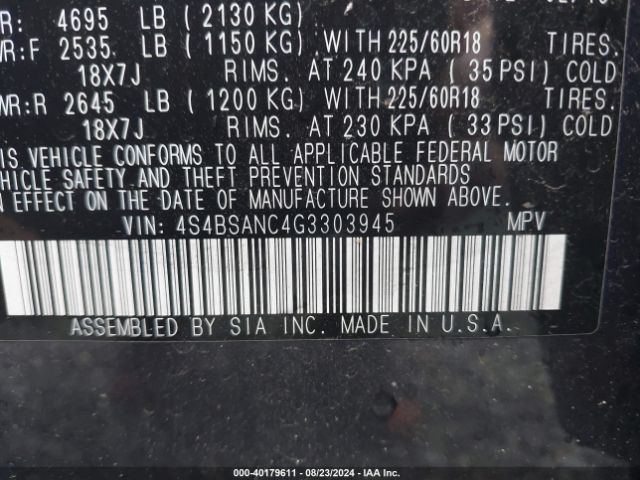 R: 4695 LB ( 2130 KG)
WR:F 2535 LB ( 1150 KG) WITH 225/60R18 TIRES.
18X7J RIMS. AT 240 KPA ( 35 PSI) COLD
WR:R 2645 LB ( 1200 KG) WITH 225/60R18 TIRES.
18X7J RIMS. AT 230 KPA ( 33 PSI) COLD
IS VEHICLE CONFORMS TO ALL APPLICABLE FEDERAL MOTOR
EHICLE SAFETY AND THEFT PREVENTION STANDARDS
N EFFECT ON THE DATE OF MANUFACTURE SHOWN ABOVE.
VIN: 4S4BSANC4G3303945 MPV
ASSEMBLED BY SIA INC. MADE IN U.S.A.
000-40179611 - 08/23/2024 - IAA Inc.